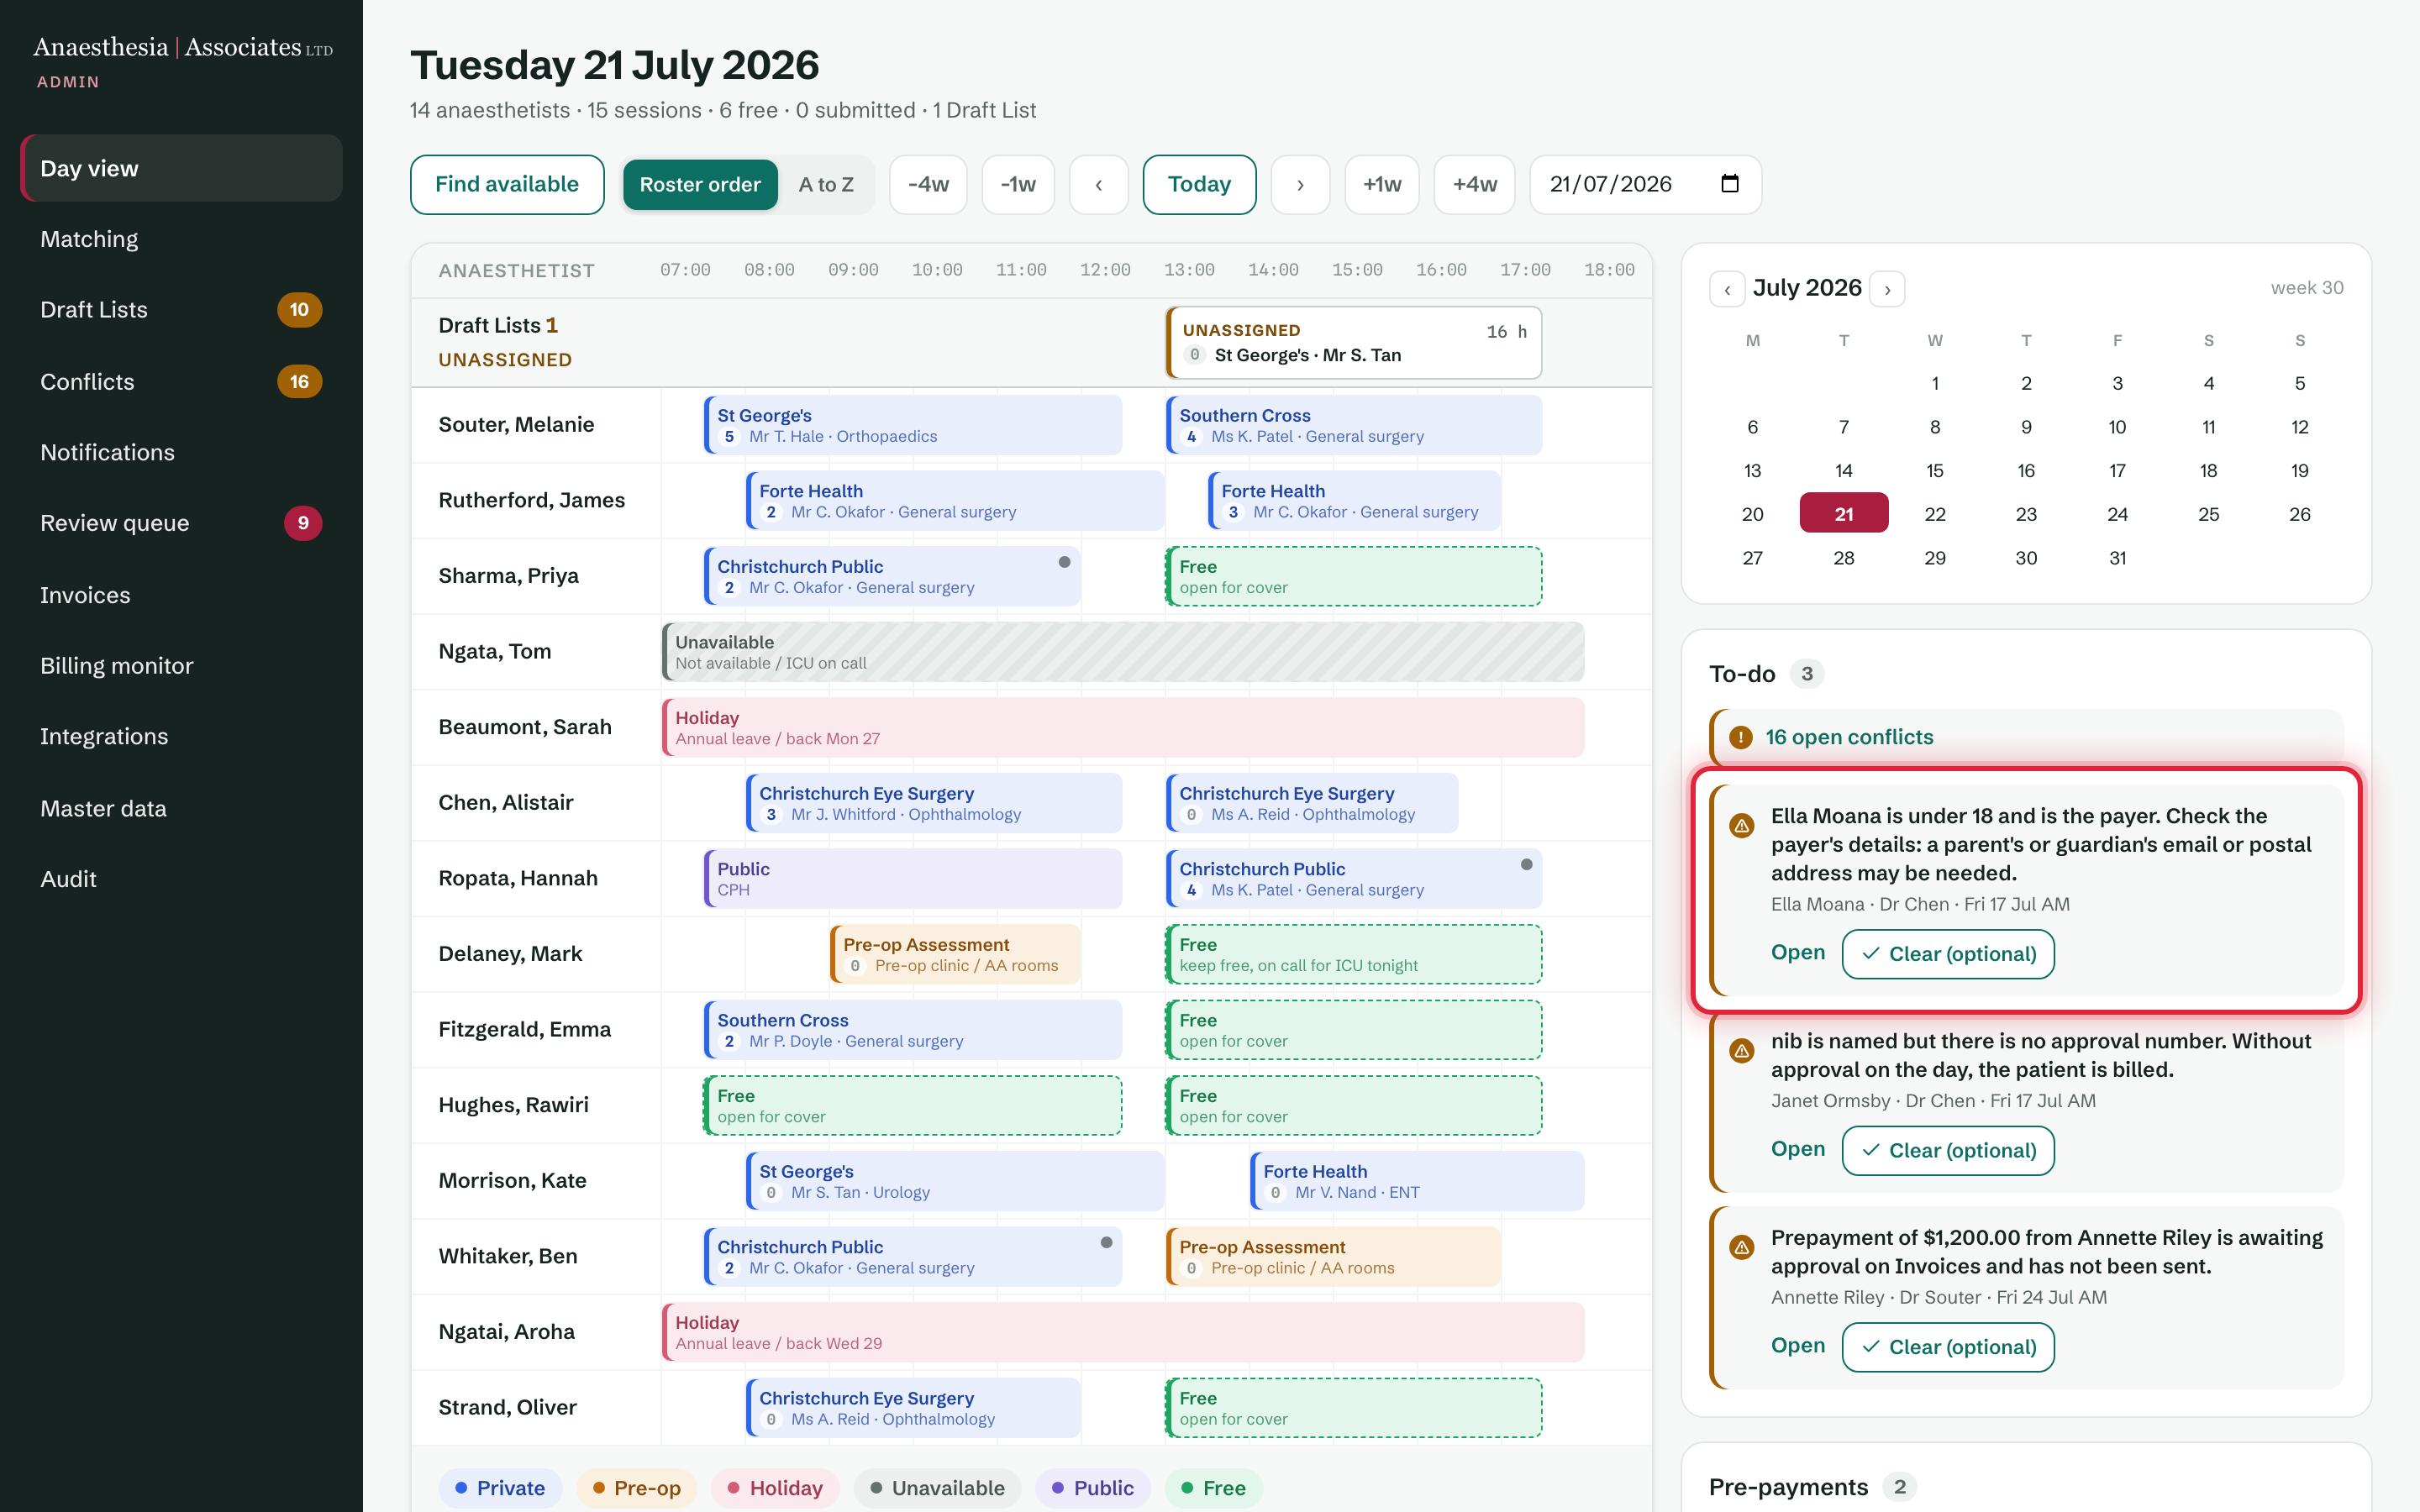 Anaesthesia | Associates LTD
ADMIN
Day view
Matching
Draft Lists 10
Conflicts 16
Notifications
Review queue 9
Invoices
Billing monitor
Integrations
Master data
Audit
Tuesday 21 July 2026
14 anaesthetists · 15 sessions · 6 free · 0 submitted · 1 Draft List
Find available Roster order A to Z -4w -1w ‹ Today › +1w +4w 21/07/2026
ANAESTHETIST 07:00 08:00 09:00 10:00 11:00 12:00 13:00 14:00 15:00 16:00 17:00 18:00
Draft Lists 1
UNASSIGNED
UNASSIGNED 16 h
0 St George's · Mr S. Tan
Souter, Melanie
St George's
5 Mr T. Hale · Orthopaedics
Southern Cross
4 Ms K. Patel · General surgery
Rutherford, James
Forte Health
2 Mr C. Okafor · General surgery
Forte Health
3 Mr C. Okafor · General surgery
Sharma, Priya
Christchurch Public
2 Mr C. Okafor · General surgery
Free
open for cover
Ngata, Tom
Unavailable
Not available / ICU on call
Beaumont, Sarah
Holiday
Annual leave / back Mon 27
Chen, Alistair
Christchurch Eye Surgery
3 Mr J. Whitford · Ophthalmology
Christchurch Eye Surgery
0 Ms A. Reid · Ophthalmology
Ropata, Hannah
Public
CPH
Christchurch Public
4 Ms K. Patel · General surgery
Delaney, Mark
Pre-op Assessment
0 Pre-op clinic / AA rooms
Free
keep free, on call for ICU tonight
Fitzgerald, Emma
Southern Cross
2 Mr P. Doyle · General surgery
Free
open for cover
Hughes, Rawiri
Free
open for cover
Free
open for cover
Morrison, Kate
St George's
0 Mr S. Tan · Urology
Forte Health
0 Mr V. Nand · ENT
Whitaker, Ben
Christchurch Public
2 Mr C. Okafor · General surgery
Pre-op Assessment
0 Pre-op clinic / AA rooms
Ngatai, Aroha
Holiday
Annual leave / back Wed 29
Strand, Oliver
Christchurch Eye Surgery
0 Ms A. Reid · Ophthalmology
Free
open for cover
Private Pre-op Holiday Unavailable Public Free
‹ July 2026 › week 30
M T W T F S S
1 2 3 4 5
6 7 8 9 10 11 12
13 14 15 16 17 18 19
20 21 22 23 24 25 26
27 28 29 30 31
To-do 3
16 open conflicts
Ella Moana is under 18 and is the payer. Check the
payer's details: a parent's or guardian's email or postal
address may be needed.
Ella Moana · Dr Chen · Fri 17 Jul AM
Open ✓ Clear (optional)
nib is named but there is no approval number. Without
approval on the day, the patient is billed.
Janet Ormsby · Dr Chen · Fri 17 Jul AM
Open ✓ Clear (optional)
Prepayment of $1,200.00 from Annette Riley is awaiting
approval on Invoices and has not been sent.
Annette Riley · Dr Souter · Fri 24 Jul AM
Open ✓ Clear (optional)
Pre-payments 2